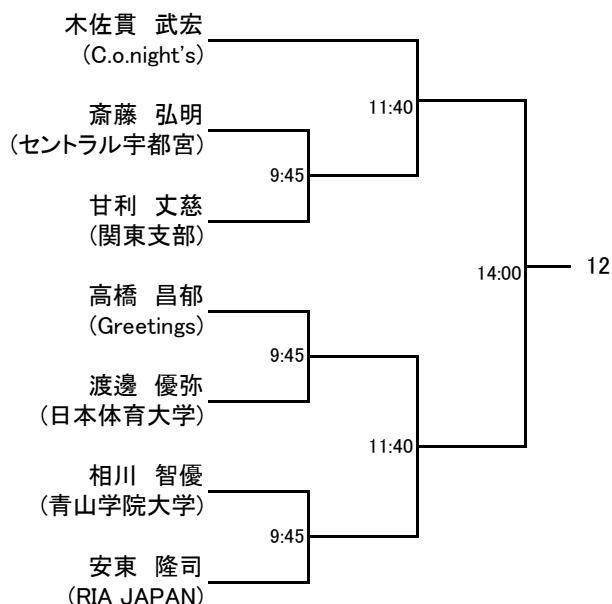 木佐貫　武宏
(C.o.night's)
11:40
斎藤　弘明
(セントラル宇都宮)
9:45
甘利　丈慈
(関東支部)
14:00
12
高橋　昌郁
(Greetings)
9:45
渡邊　優弥
(日本体育大学)
11:40
相川　智優
(青山学院大学)
9:45
安東　隆司
(RIA JAPAN)